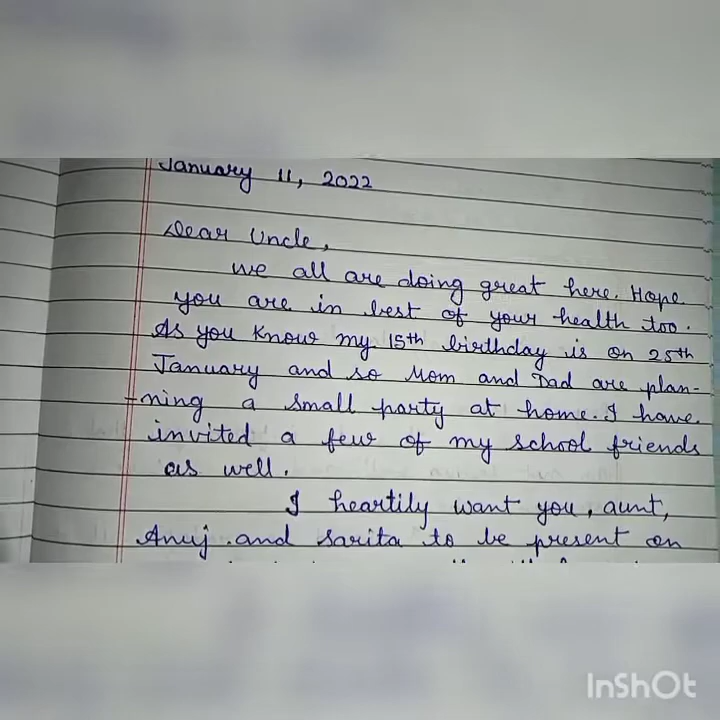 January 11, 2022
Dear Uncle,
We all are doing great here. Hope
you are in best of your health too.
As you know my 15th birthday is on 25th
January and so Mom and Dad are plan-
-ning a small party at home. I have
invited a few of my school friends
as well.
I heartily want you, aunt,
Anuj and Sarita to be present on
InShOt